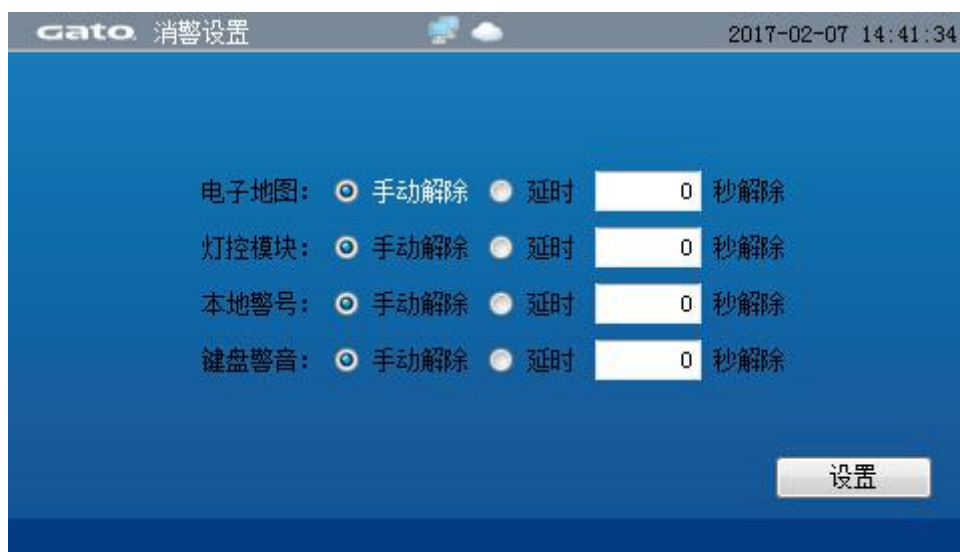 Gato 消警设置 2017-02-07 14:41:34
电子地图： 手动解除 延时 0 秒解除
灯控模块： 手动解除 延时 0 秒解除
本地警号： 手动解除 延时 0 秒解除
键盘警音： 手动解除 延时 0 秒解除
设置